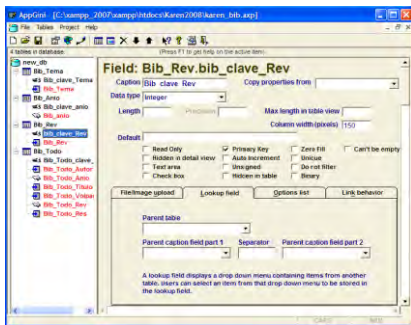 AppGini - [C:\xampp_2007\xampp\htdocs\Karen2008\karen_bib.axp]
File Tables Project Help
4 tables in database (Press F1 to get help on the active item)
new_db
Bib_Tema
Bib_clave_Tema
Bib_Tema
Bib_Anio
Bib_clave_anio
Bib_anio
Bib_Rev
bib_clave_Rev
Bib_Rev
Bib_Todo
Bib_Todo_clave_
Bib_Todo_Autor
Bib_Todo_Anio
Bib_Todo_Titulo
Bib_Todo_Volpar
Bib_Todo_Rev
Bib_Todo_Res
Field: Bib_Rev.bib_clave_Rev
Caption Bib clave Rev Copy properties from
Data type Integer
Length Precision Max length in table view
Column width(pixels) 150
Default
Read Only Primary Key Zero Fill Can't be empty
Hidden in detail view Auto Increment Unique
Text area Unsigned Do not filter
Check box Hidden in table Binary
File/Image upload Lookup field Options list Link behavior
Parent table
Parent caption field part 1 Separator Parent caption field part 2
A lookup field displays a drop down menu containing items from another
table. Users can select an item from that drop down menu to be stored in
the lookup field.
CAPS NUM